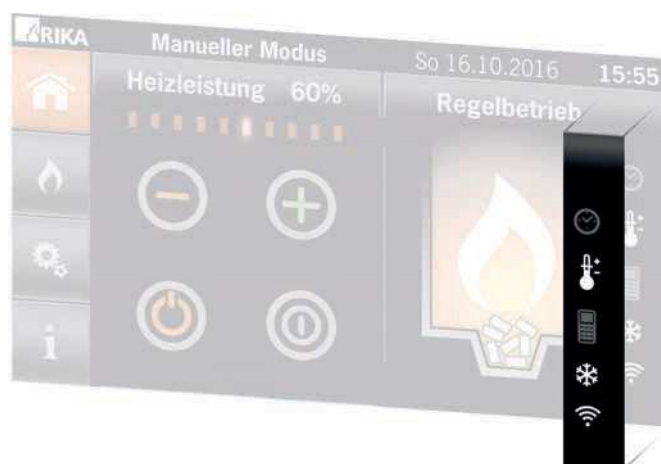 RIKA
Manueller Modus
So 16.10.2016
15:55
Heizleistung 60%
Regelbetrieb